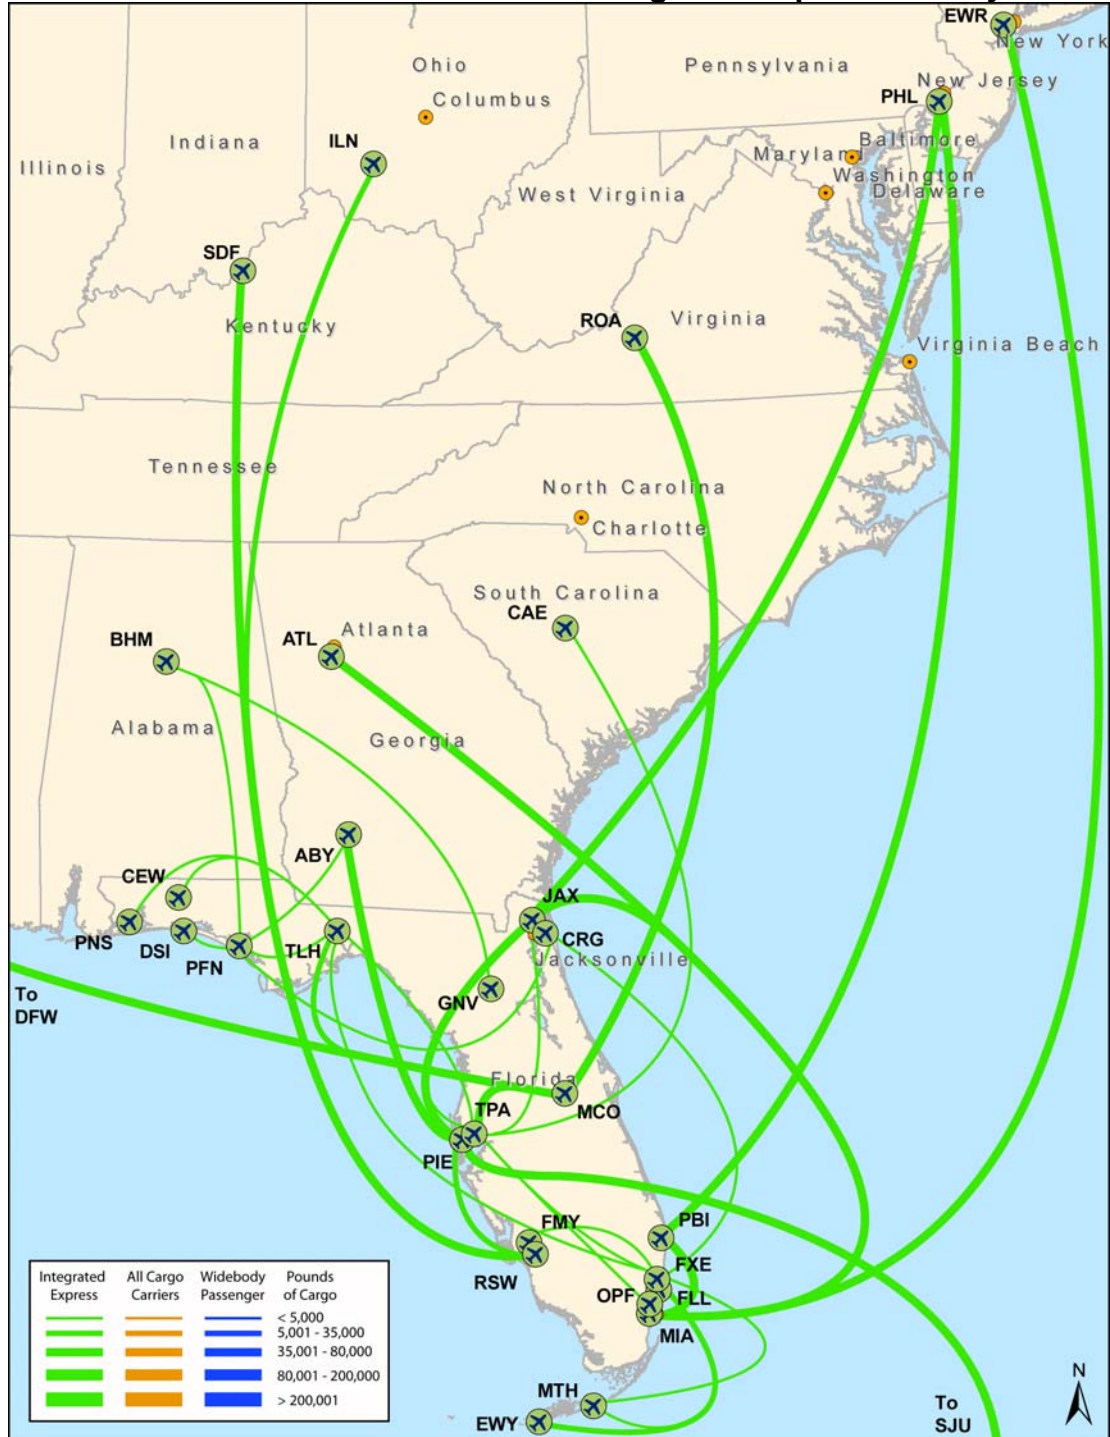 EWR
New York
Ohio
Pennsylvania
New Jersey
Columbus
PHL
Indiana
ILN
Baltimore
Maryland
Illinois
Washington
West Virginia
Delaware
SDF
ROA
Virginia
Kentucky
Virginia Beach
Tennessee
North Carolina
Charlotte
South Carolina
CAE
BHM
ATL
Atlanta
Alabama
Georgia
ABY
CEW
JAX
PNS
DSI
PFN
TLH
CRG
Jacksonville
To
DFW
GNV
Florida
TPA
MCO
PIE
FMY
PBI
RSW
FXE
OPF
FLL
MIA
Integrated
Express
All Cargo
Carriers
Widebody
Passenger
Pounds
of Cargo
< 5,000
5,001 - 35,000
35,001 - 80,000
80,001 - 200,000
> 200,001
MTH
EWY
To
SJU
N